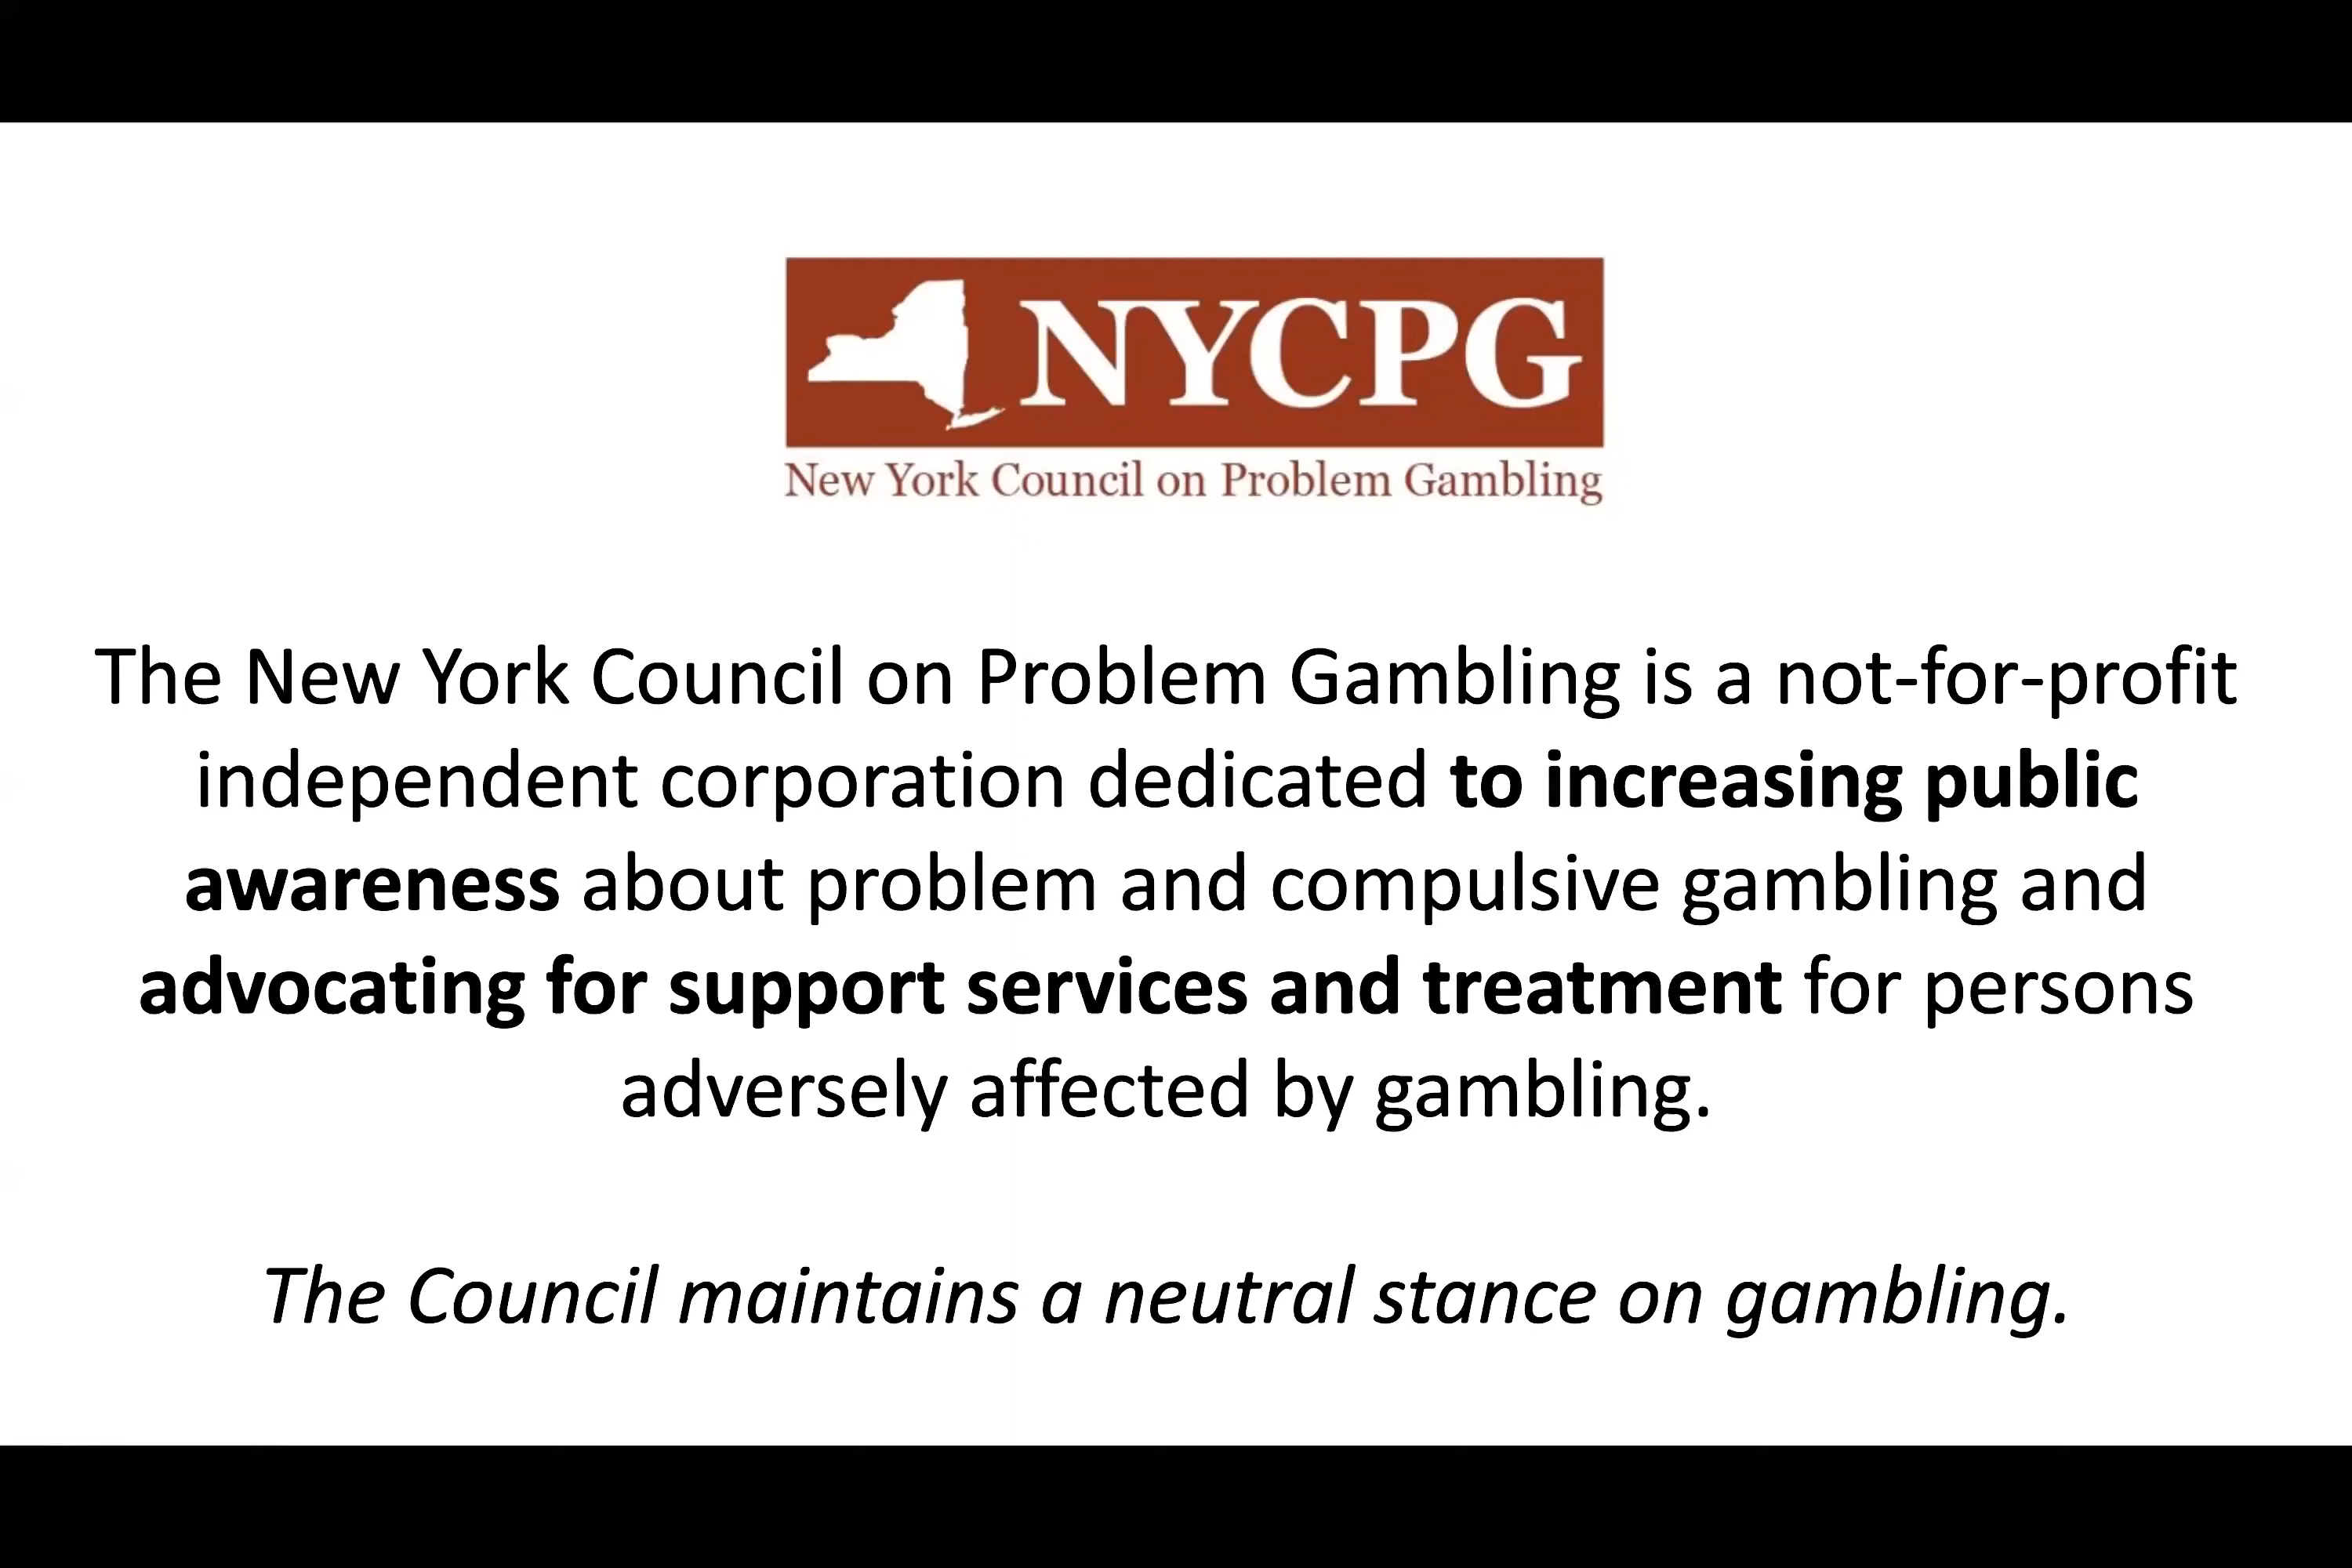 NYCPG
New York Council on Problem Gambling
The New York Council on Problem Gambling is a not-for-profit
independent corporation dedicated to increasing public
awareness about problem and compulsive gambling and
advocating for support services and treatment for persons
adversely affected by gambling.
The Council maintains a neutral stance on gambling.